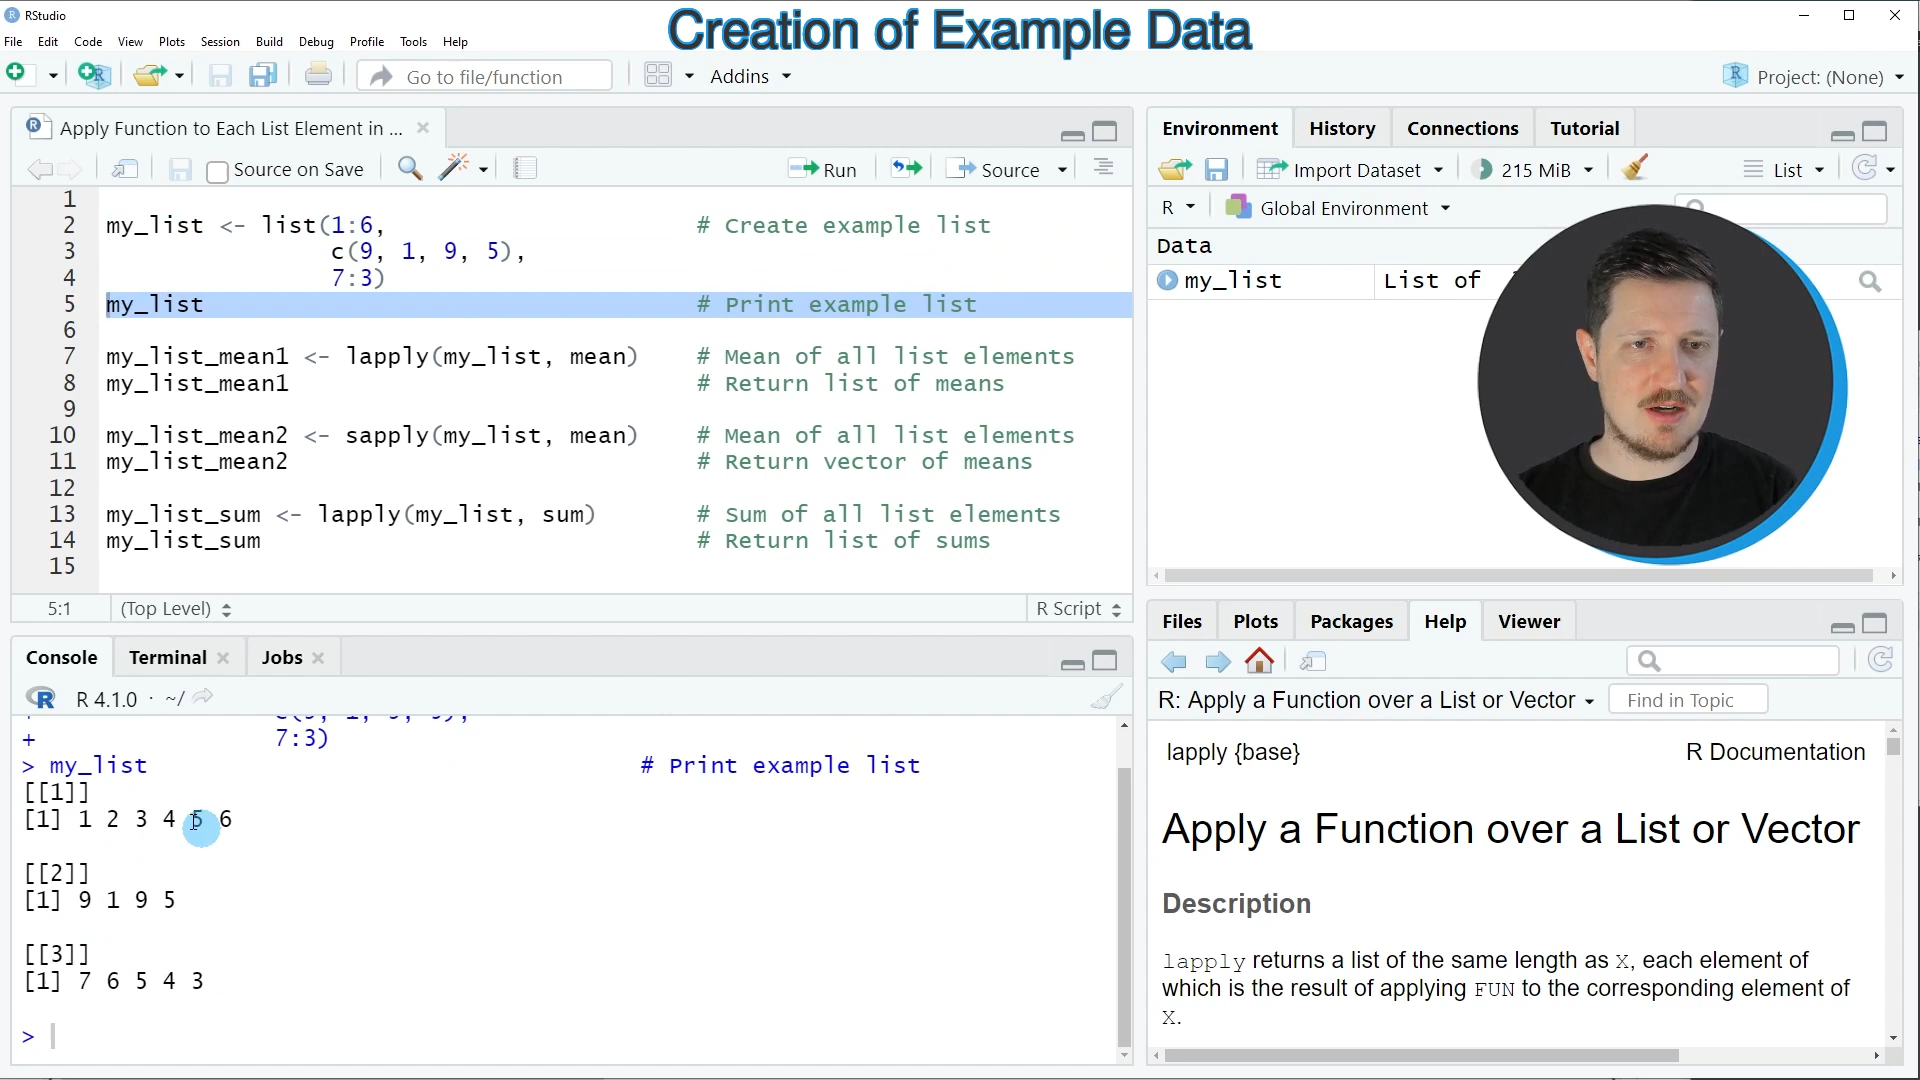 RStudio
Creation of Example Data
File Edit Code View Plots Session Build Debug Profile Tools Help
Go to file/function Addins Project: (None)
Apply Function to Each List Element in ...
Source on Save Run Source
1
2 my_list <- list(1:6, # Create example list
3 c(9, 1, 9, 5),
4 7:3)
5 my_list # Print example list
6
7 my_list_mean1 <- lapply(my_list, mean) # Mean of all list elements
8 my_list_mean1 # Return list of means
9
10 my_list_mean2 <- sapply(my_list, mean) # Mean of all list elements
11 my_list_mean2 # Return vector of means
12
13 my_list_sum <- lapply(my_list, sum) # Sum of all list elements
14 my_list_sum # Return list of sums
15
5:1 (Top Level) R Script
Console Terminal Jobs
R 4.1.0 · ~/
+ 7:3)
> my_list # Print example list
[[1]]
[1] 1 2 3 4 5 6
[[2]]
[1] 9 1 9 5
[[3]]
[1] 7 6 5 4 3
>
Environment History Connections Tutorial
Import Dataset 215 MiB List
R Global Environment
Data
my_list List of
Files Plots Packages Help Viewer
R: Apply a Function over a List or Vector Find in Topic
lapply {base} R Documentation
Apply a Function over a List or Vector
Description
lapply returns a list of the same length as X, each element of
which is the result of applying FUN to the corresponding element of
X.